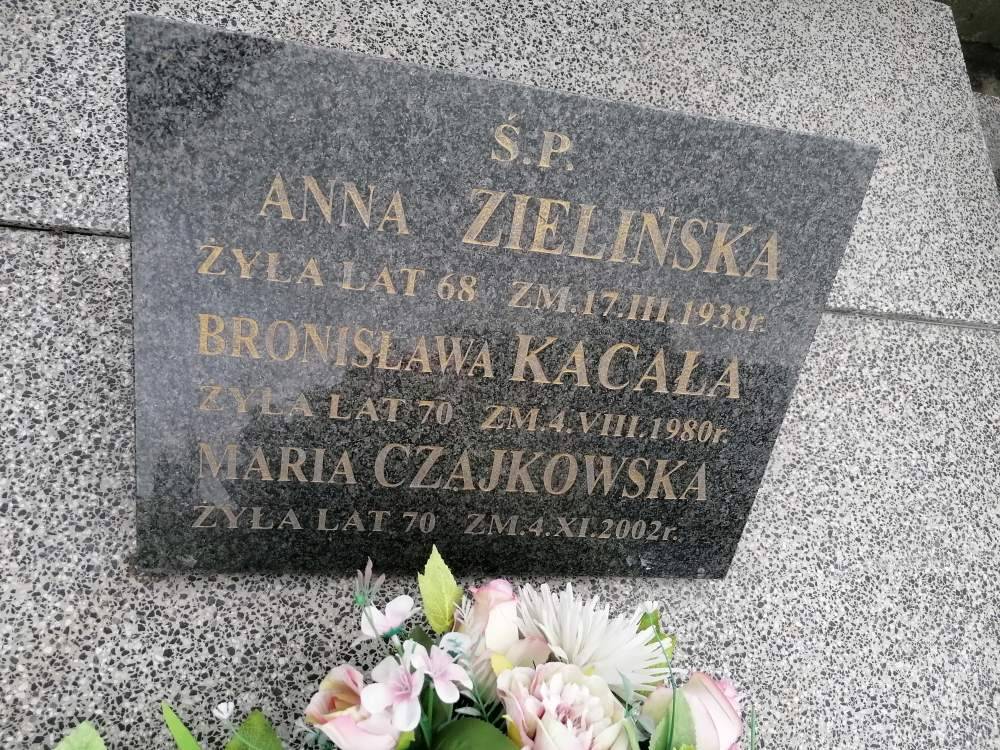 Ś.P.
ANNA ZIELIŃSKA
ŻYŁA LAT 68 ZM.17.III.1938r.
BRONISŁAWA KACAŁA
ŻYŁA LAT 70 ZM.4.VIII.1980r.
MARIA CZAJKOWSKA
ŻYŁA LAT 70 ZM.4.XI.2002r.